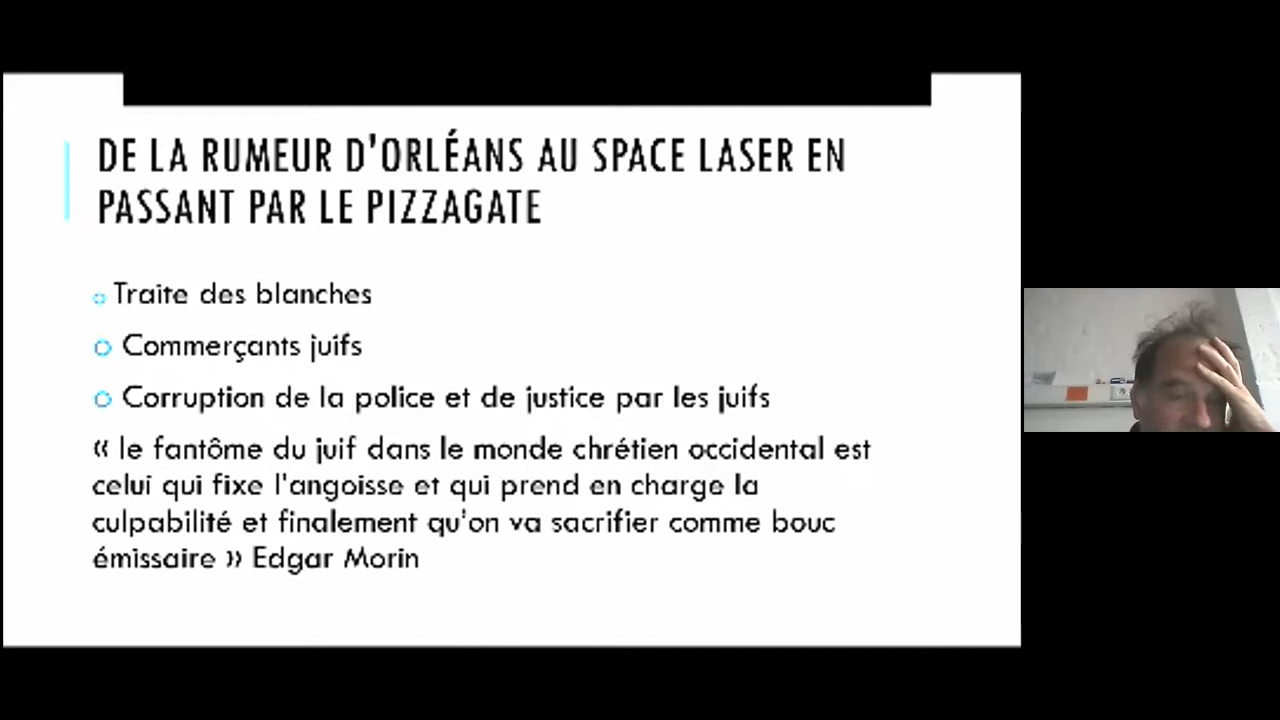 DE LA RUMEUR D'ORLÉANS AU SPACE LASER EN
PASSANT PAR LE PIZZAGATE
Traite des blanches
Commerçants juifs
Corruption de la police et de justice par les juifs
« le fantôme du juif dans le monde chrétien occidental est
celui qui fixe l'angoisse et qui prend en charge la
culpabilité et finalement qu'on va sacrifier comme bouc
émissaire » Edgar Morin